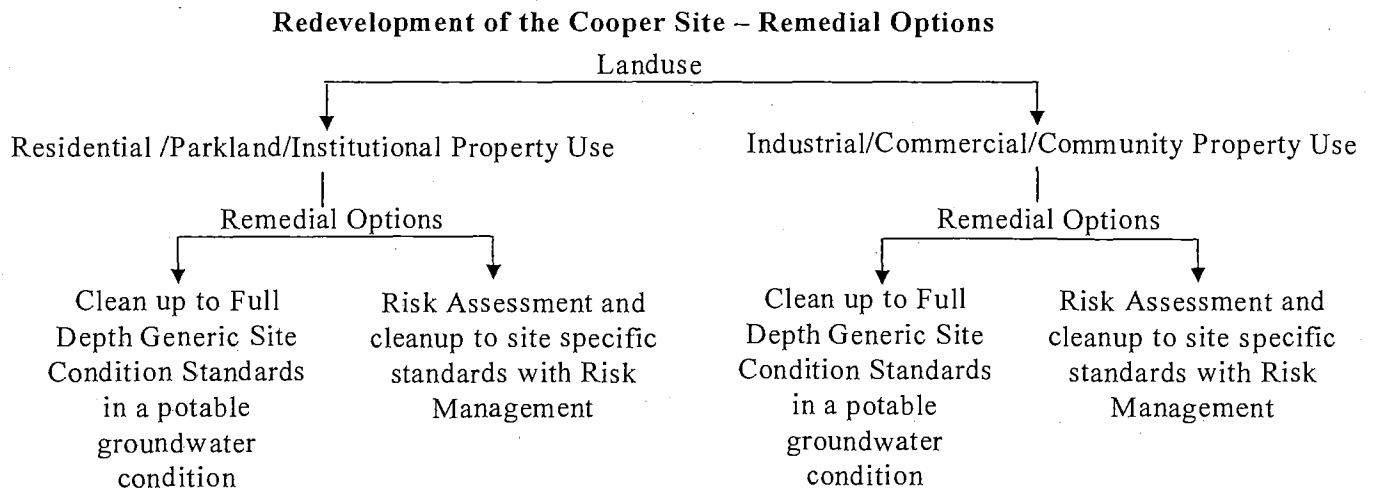 Redevelopment of the Cooper Site – Remedial Options
Landuse
Residential /Parkland/Institutional Property Use
Industrial/Commercial/Community Property Use
Remedial Options
Remedial Options
Clean up to Full
Depth Generic Site
Condition Standards
in a potable
groundwater
condition
Risk Assessment and
cleanup to site specific
standards with Risk
Management
Clean up to Full
Depth Generic Site
Condition Standards
in a potable
groundwater
condition
Risk Assessment and
cleanup to site specific
standards with Risk
Management